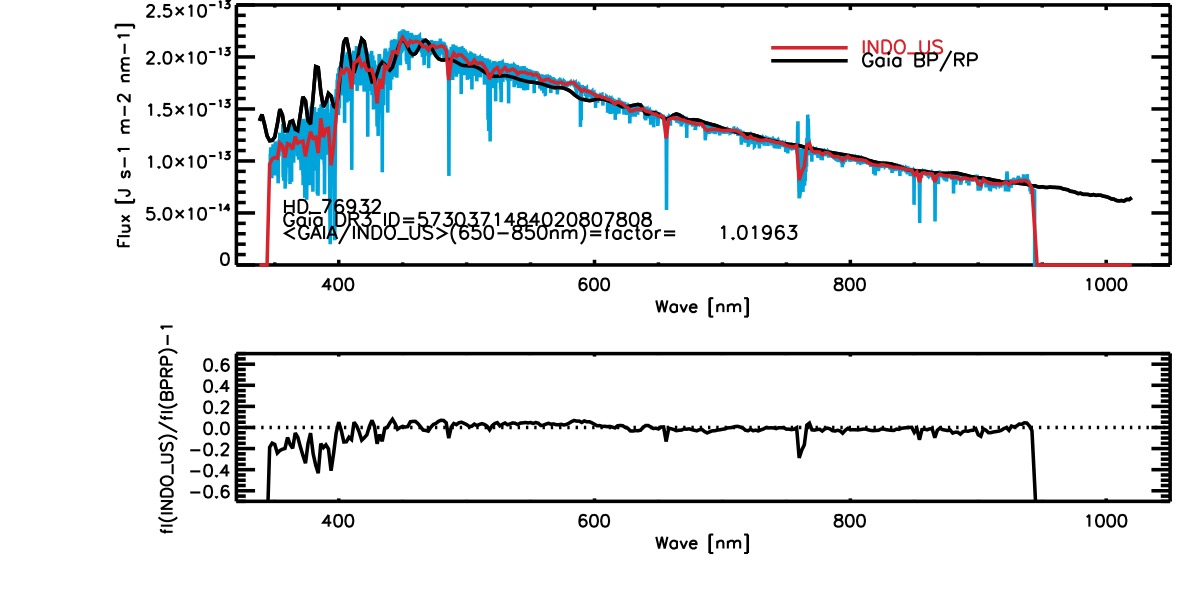 2.5×10⁻¹³
2.0×10⁻¹³
1.5×10⁻¹³
1.0×10⁻¹³
5.0×10⁻¹⁴
0
Flux [J s-1 m-2 nm-1]
INDO_US
Gaia BP/RP
HD_76932
Gaia DR3 ID=5730371484020807808
<GAIA/INDO_US>(650-850nm)=factor= 1.01963
400 600 800 1000
Wave [nm]
fl(INDO_US)/fl(BPRP)-1
0.6
0.4
0.2
0.0
-0.2
-0.4
-0.6
400 600 800 1000
Wave [nm]